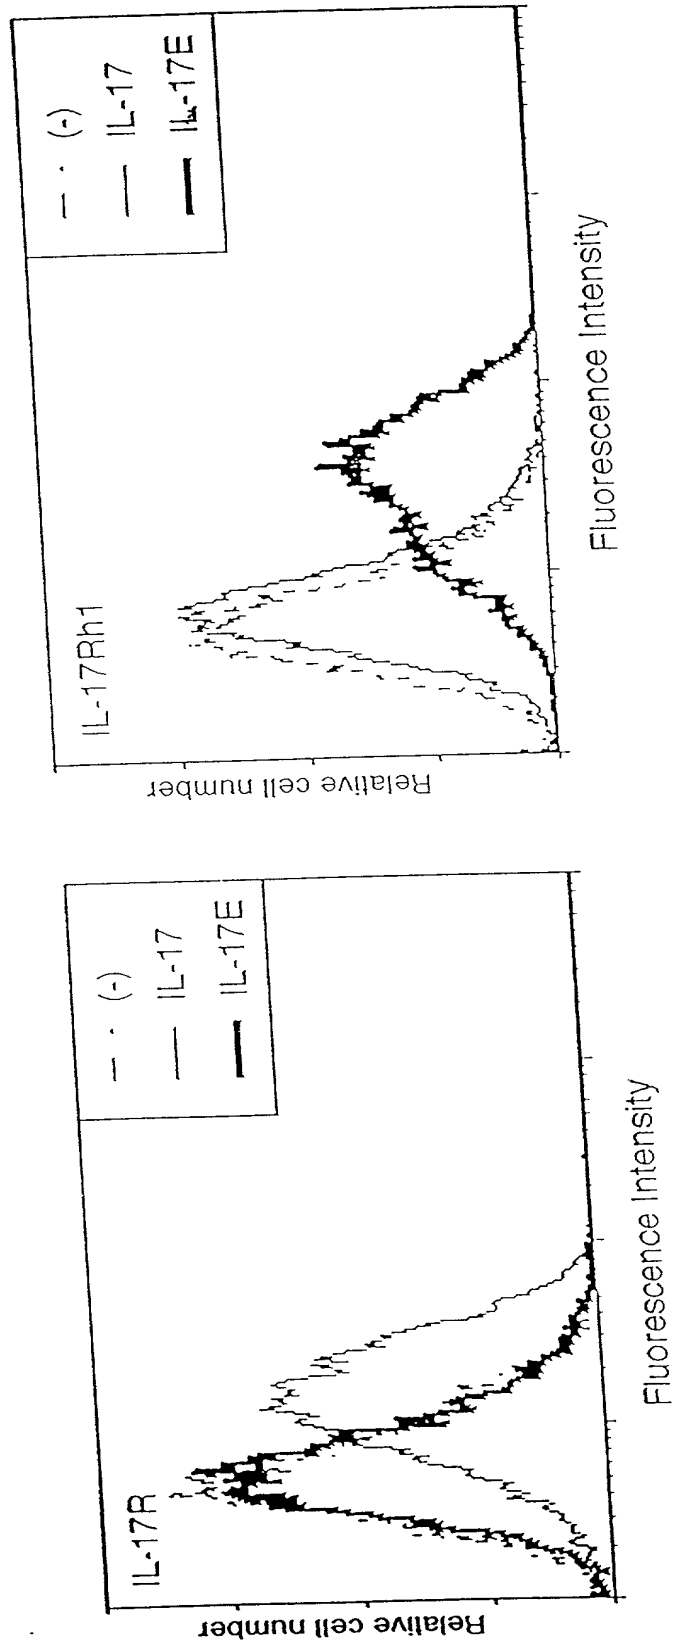 IL-17R
(-)
IL-17
IL-17E
Relative cell number
Fluorescence Intensity
IL-17Rh1
(-)
IL-17
IL-17E
Relative cell number
Fluorescence Intensity